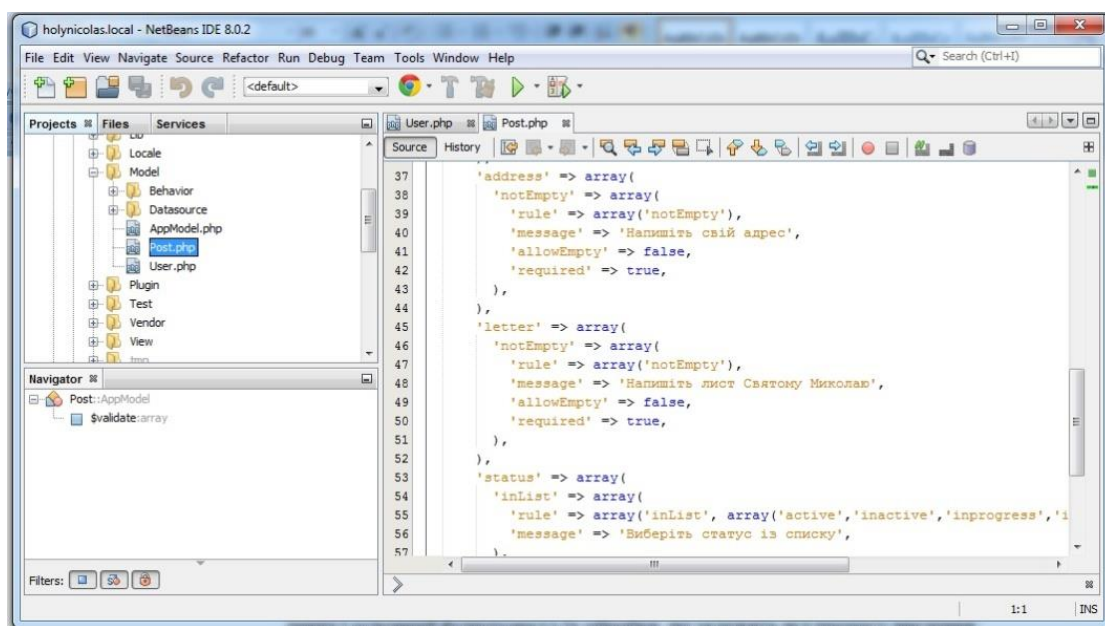 holynicolas.local - NetBeans IDE 8.0.2
File Edit View Navigate Source Refactor Run Debug Team Tools Window Help
Search (Ctrl+I)
<default>
Projects Files Services
Locale
Model
Behavior
Datasource
AppModel.php
Post.php
User.php
Plugin
Test
Vendor
View
tmp
Navigator
Post::AppModel
$validate:array
Filters:
User.php Post.php
Source History
37 'address' => array(
38 'notEmpty' => array(
39 'rule' => array('notEmpty'),
40 'message' => 'Напишіть свій адрес',
41 'allowEmpty' => false,
42 'required' => true,
43 ),
44 ),
45 'letter' => array(
46 'notEmpty' => array(
47 'rule' => array('notEmpty'),
48 'message' => 'Напишіть лист Святому Миколаю',
49 'allowEmpty' => false,
50 'required' => true,
51 ),
52 ),
53 'status' => array(
54 'inList' => array(
55 'rule' => array('inList', array('active','inactive','inprogress','i
56 'message' => 'Виберіть статус із списку',
57 ),
1:1 INS